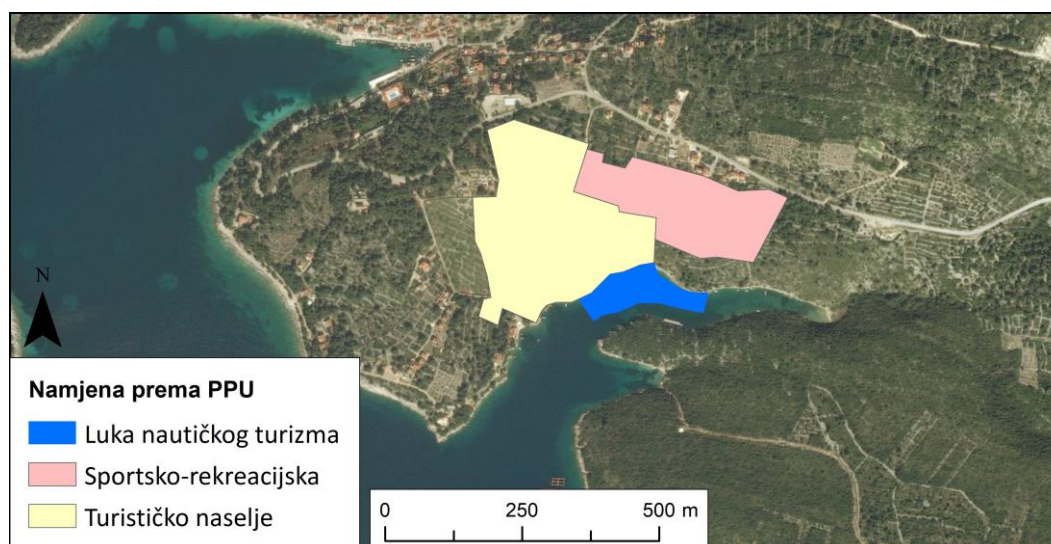 N
Namjena prema PPU
Luka nautičkog turizma
Sportsko-rekreacijska
Turističko naselje
0 250 500 m